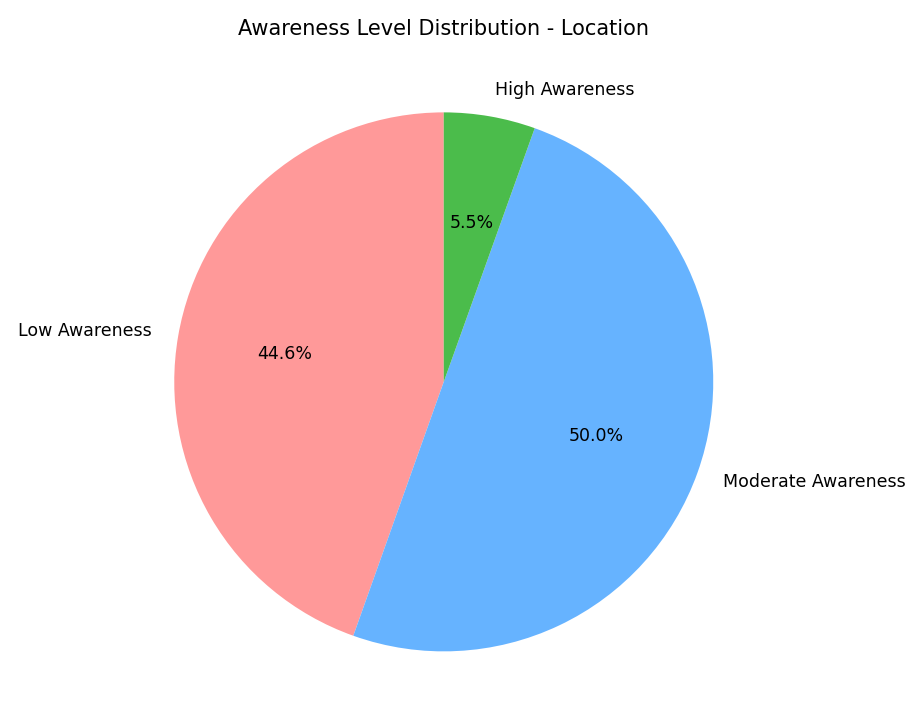 Awareness Level Distribution - Location
High Awareness
5.5%
Low Awareness
44.6%
50.0%
Moderate Awareness